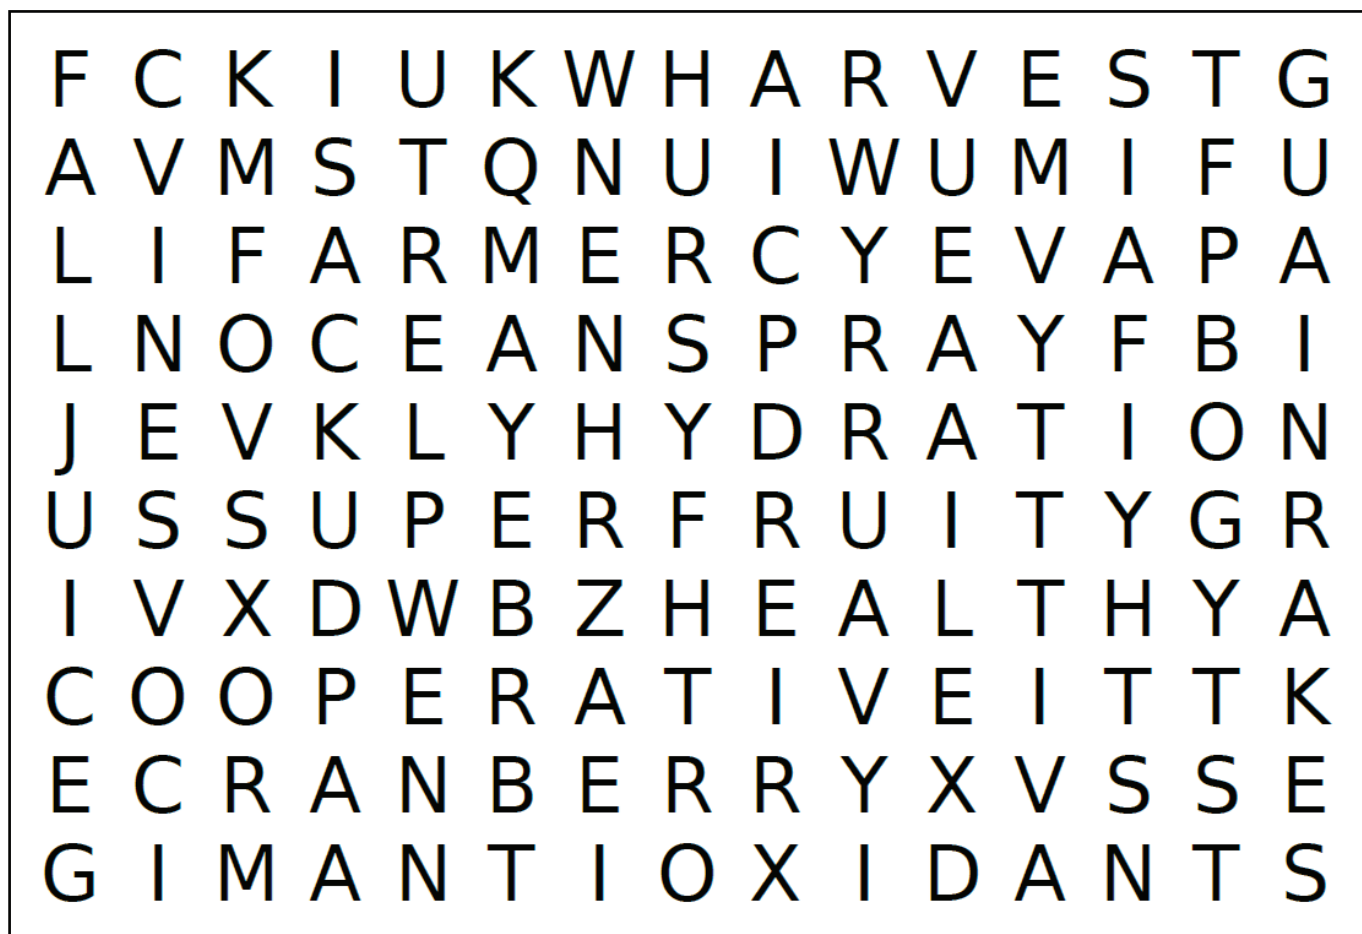 F C K I U K W H A R V E S T G
A V M S T Q N U I W U M I F U
L I F A R M E R C Y E V A P A
L N O C E A N S P R A Y F B I
J E V K L Y H Y D R A T I O N
U S S U P E R F R U I T Y G R
I V X D W B Z H E A L T H Y A
C O O P E R A T I V E I T T K
E C R A N B E R R Y X V S S E
G I M A N T I O X I D A N T S